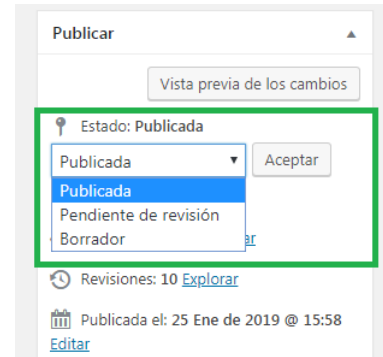 Publicar
Vista previa de los cambios
Estado: Publicada
Publicada Aceptar
Publicada
Pendiente de revisión
Borrador
Revisiones: 10 Explorar
Publicada el: 25 Ene de 2019 @ 15:58
Editar